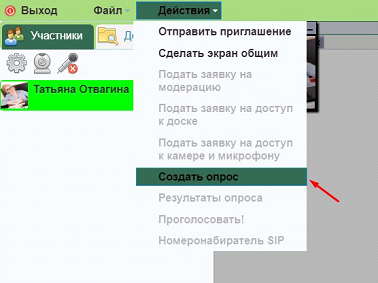 Выход Файл Действия
Участники До
Татьяна Отвагина
Отправить приглашение
Сделать экран общим
Подать заявку на
модерацию
Подать заявку на доступ
к доске
Подать заявку на доступ
к камере и микрофону
Создать опрос
Результаты опроса
Проголосовать!
Номеронабиратель SIP